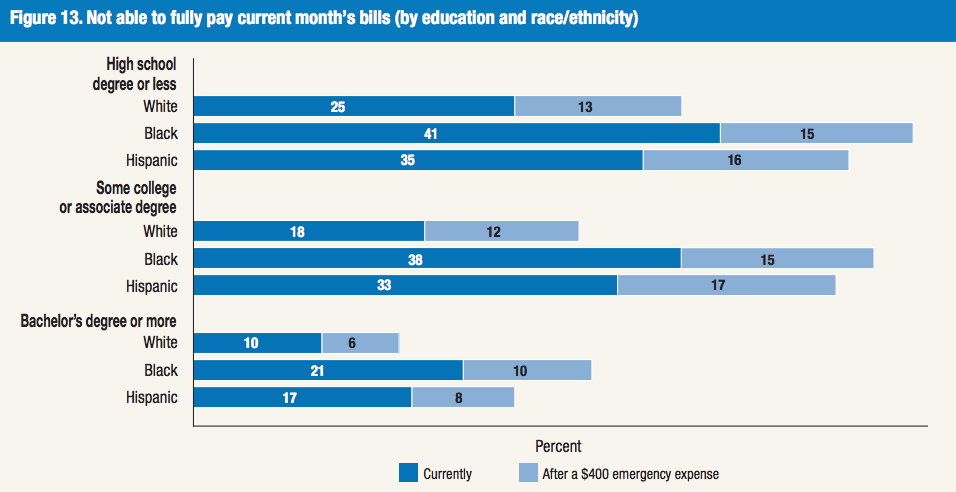 Figure 13. Not able to fully pay current month’s bills (by education and race/ethnicity)
High school
degree or less
White 25 13
Black 41 15
Hispanic 35 16
Some college
or associate degree
White 18 12
Black 38 15
Hispanic 33 17
Bachelor’s degree or more
White 10 6
Black 21 10
Hispanic 17 8
Percent
Currently After a $400 emergency expense